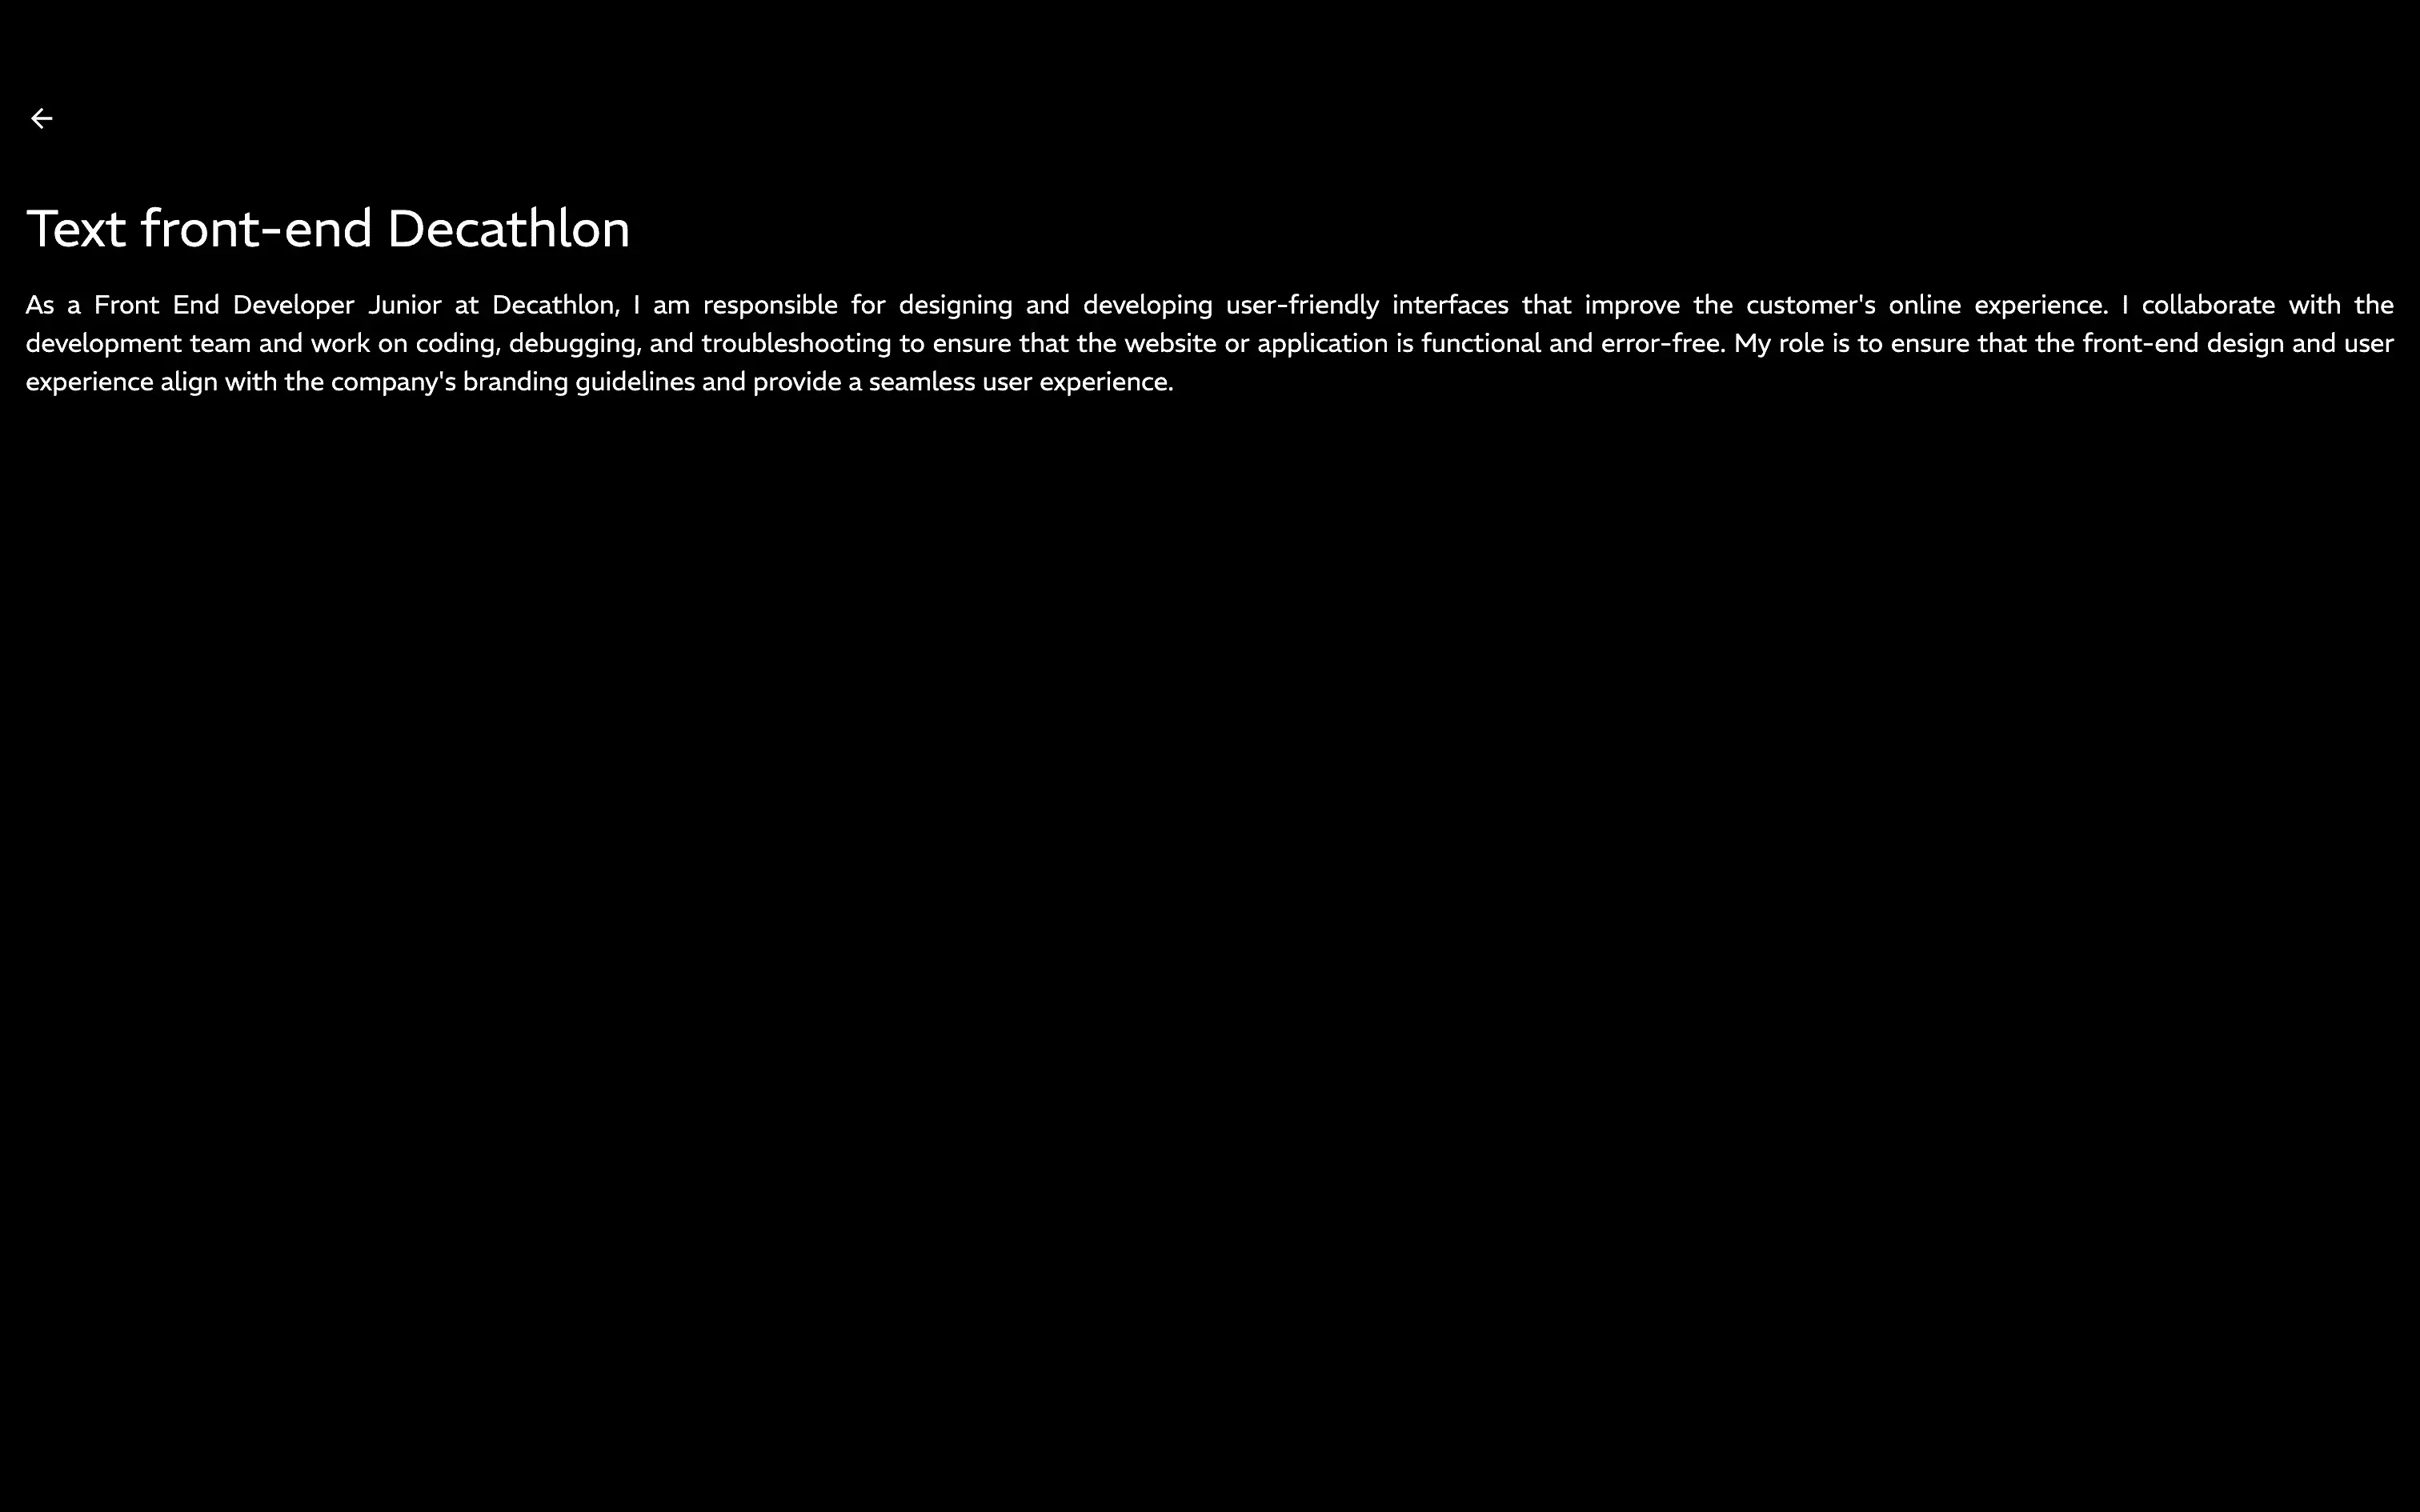 Text front-end Decathlon
As a Front End Developer Junior at Decathlon, I am responsible for designing and developing user-friendly interfaces that improve the customer's online experience. I collaborate with the
development team and work on coding, debugging, and troubleshooting to ensure that the website or application is functional and error-free. My role is to ensure that the front-end design and user
experience align with the company's branding guidelines and provide a seamless user experience.